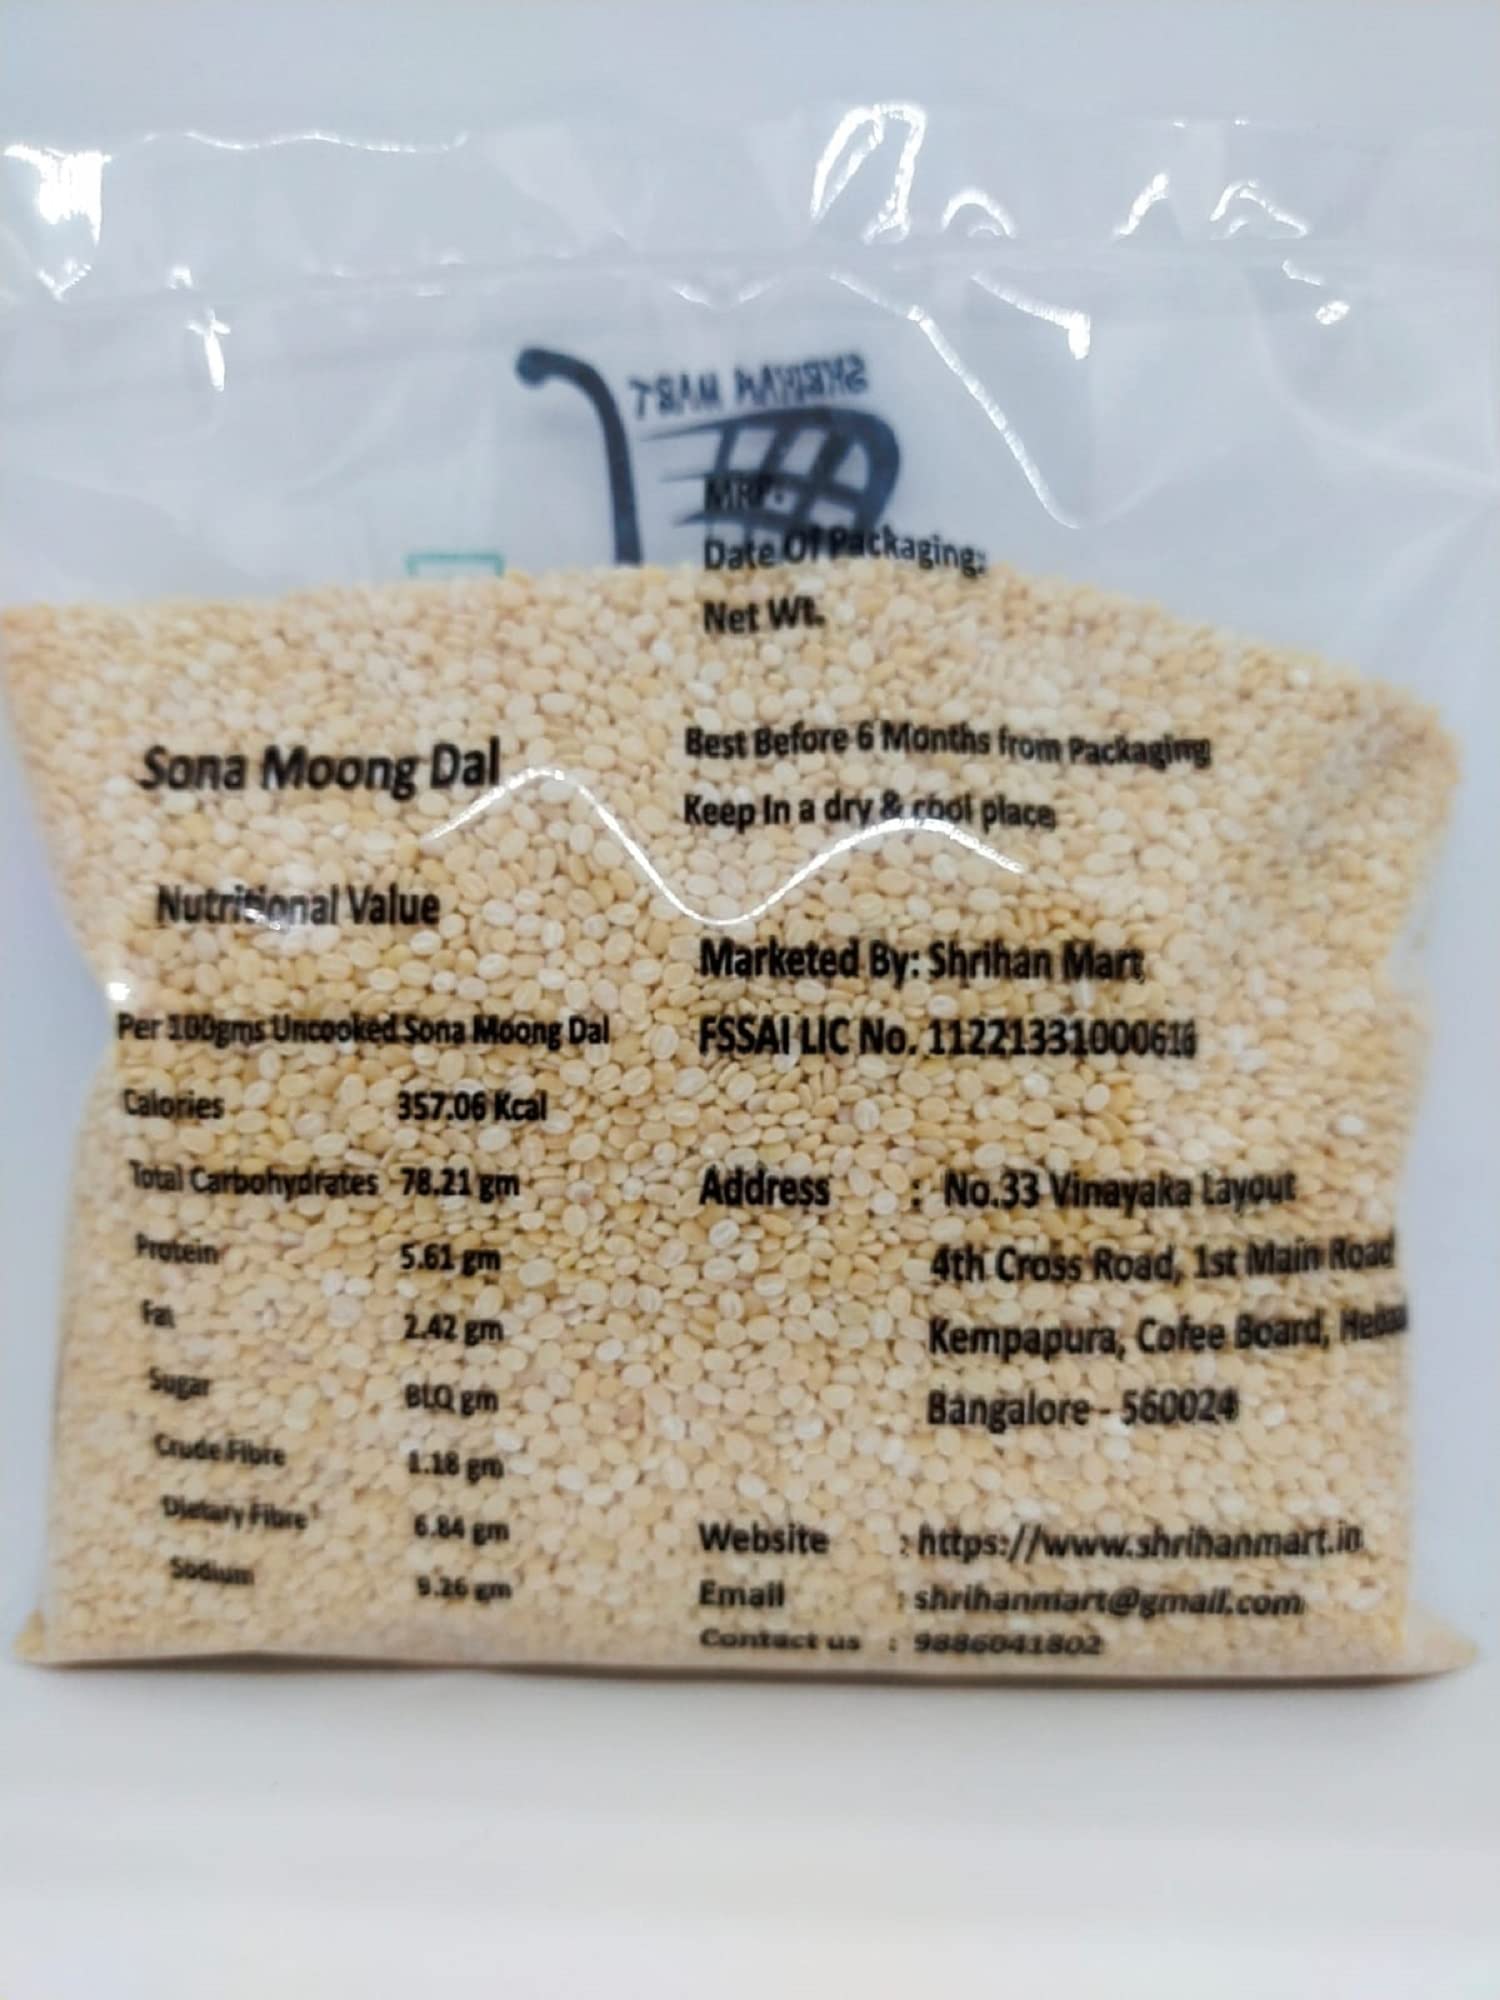 SHRIHAN MART
MRP:
Date Of Packaging:
Net Wt.
Best Before 6 Months from Packaging
Keep In a dry & cool place
Sona Moong Dal
Nutritional Value
Per 100gms Uncooked Sona Moong Dal
Calories 357.06 Kcal
Total Carbohydrates 78.21 gm
Protein 5.61 gm
Fat 2.42 gm
Sugar BLQ gm
Crude Fibre 1.18 gm
Dietary Fibre 6.84 gm
Sodium 9.26 gm
Marketed By: Shrihan Mart
FSSAI LIC No. 11221331000618
Address : No.33 Vinayaka Layout
4th Cross Road, 1st Main Road
Kempapura, Cofee Board,
Bangalore - 560024
Website : https://www.shrihanmart.in
Email : shrihanmart@gmail.com
Contact us : 9886041802